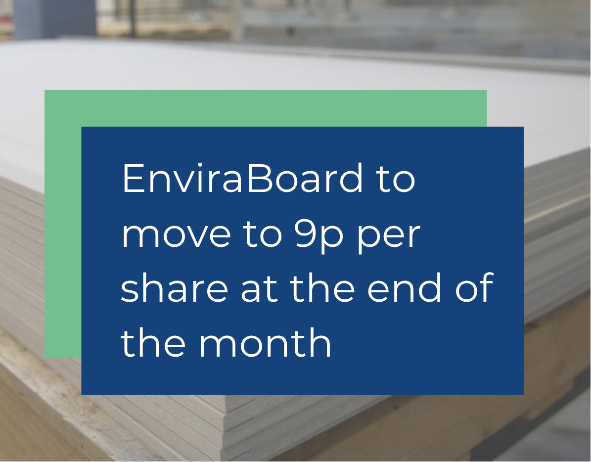 EnviraBoard to
move to 9p per
share at the end of
the month